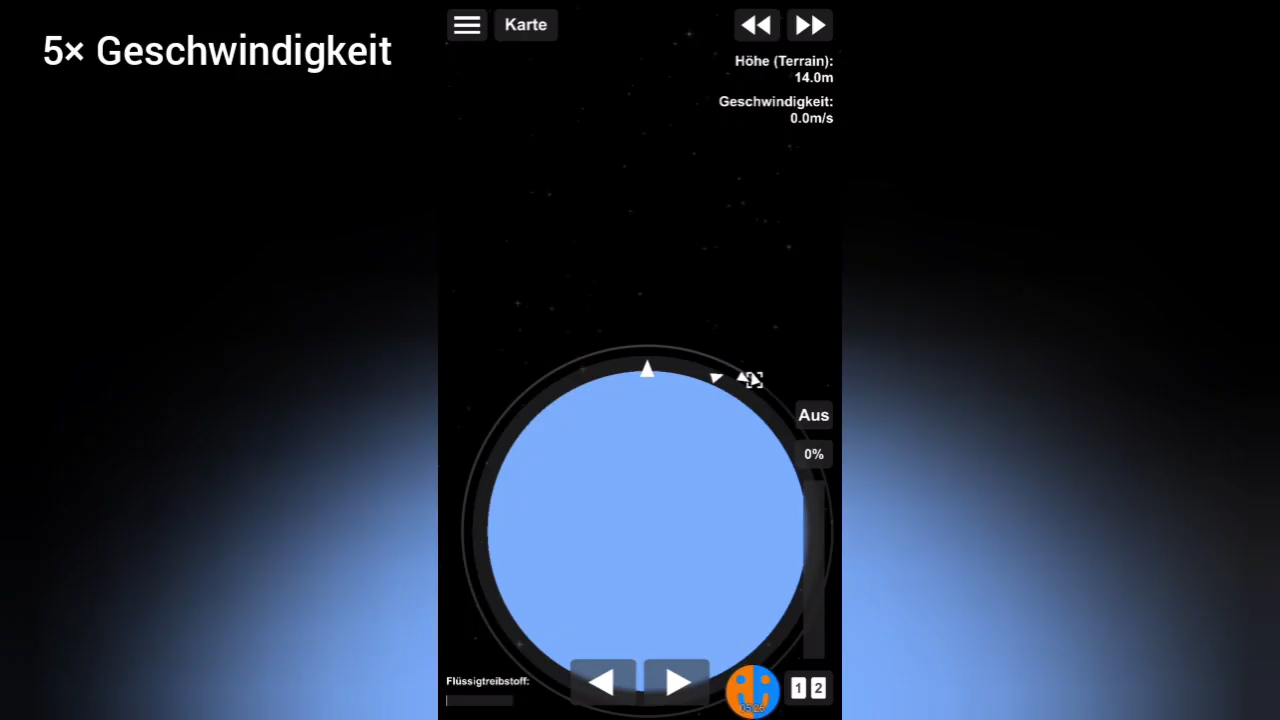 5× Geschwindigkeit
Karte
Höhe (Terrain):
14.0m
Geschwindigkeit:
0.0m/s
Aus
0%
Flüssigtreibstoff:
1 2